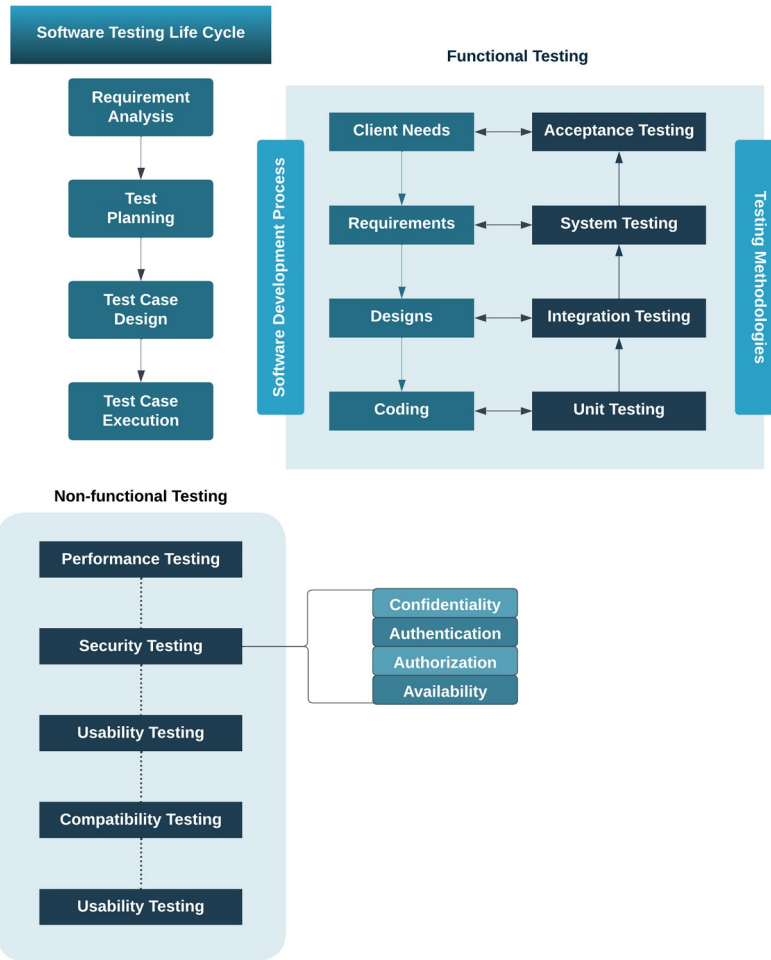 Software Testing Life Cycle
Requirement
Analysis
Test
Planning
Test Case
Design
Test Case
Execution
Functional Testing
Software Development Process
Client Needs
Acceptance Testing
Requirements
System Testing
Designs
Integration Testing
Coding
Unit Testing
Testing Methodologies
Non-functional Testing
Performance Testing
Security Testing
Usability Testing
Compatibility Testing
Usability Testing
Confidentiality
Authentication
Authorization
Availability